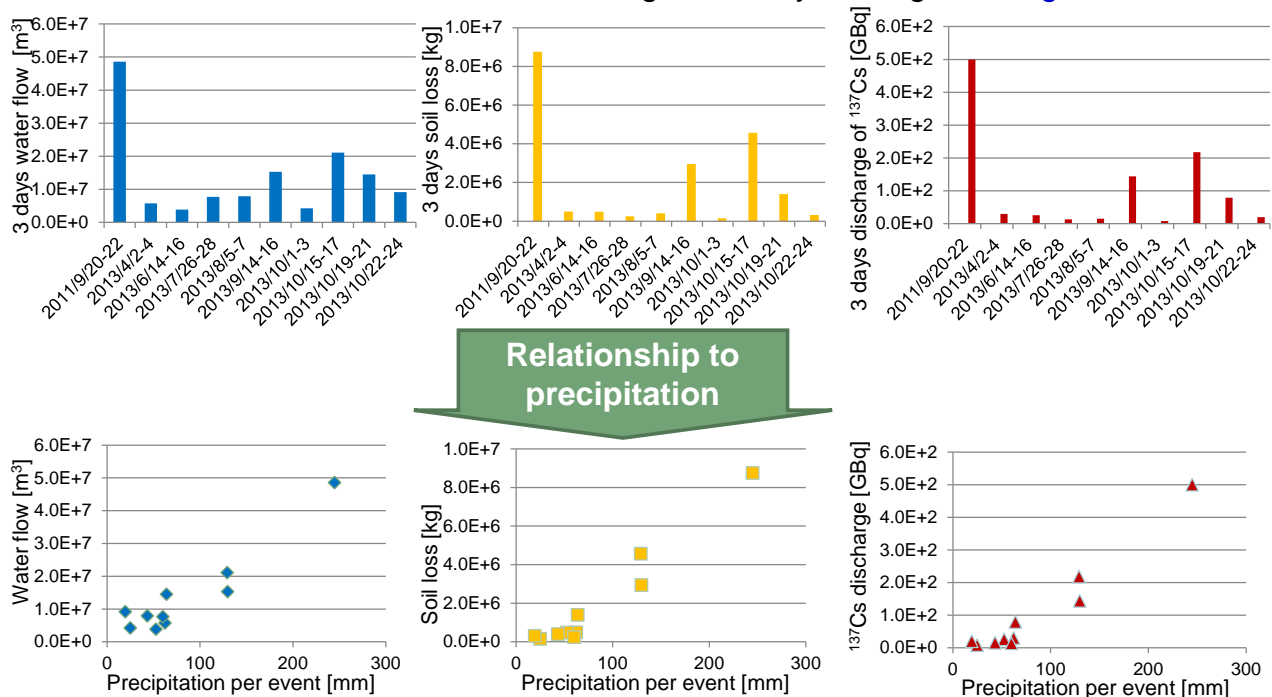 3 days water flow [m³]
6.0E+7
5.0E+7
4.0E+7
3.0E+7
2.0E+7
1.0E+7
0.0E+0
2011/9/20-22
2013/4/2-4
2013/6/14-16
2013/7/26-28
2013/8/5-7
2013/9/14-16
2013/10/1-3
2013/10/15-17
2013/10/19-21
2013/10/22-24
3 days soil loss [kg]
1.0E+7
8.0E+6
6.0E+6
4.0E+6
2.0E+6
0.0E+0
2011/9/20-22
2013/4/2-4
2013/6/14-16
2013/7/26-28
2013/8/5-7
2013/9/14-16
2013/10/1-3
2013/10/15-17
2013/10/19-21
2013/10/22-24
3 days discharge of ¹³⁷Cs [GBq]
6.0E+2
5.0E+2
4.0E+2
3.0E+2
2.0E+2
1.0E+2
0.0E+0
2011/9/20-22
2013/4/2-4
2013/6/14-16
2013/7/26-28
2013/8/5-7
2013/9/14-16
2013/10/1-3
2013/10/15-17
2013/10/19-21
2013/10/22-24
Relationship to
precipitation
Water flow [m³]
6.0E+7
5.0E+7
4.0E+7
3.0E+7
2.0E+7
1.0E+7
0.0E+0
0 100 200 300
Precipitation per event [mm]
Soil loss [kg]
1.0E+7
8.0E+6
6.0E+6
4.0E+6
2.0E+6
0.0E+0
0 100 200 300
Precipitation per event [mm]
¹³⁷Cs discharge [GBq]
6.0E+2
5.0E+2
4.0E+2
3.0E+2
2.0E+2
1.0E+2
0.0E+0
0 100 200 300
Precipitation per event [mm]